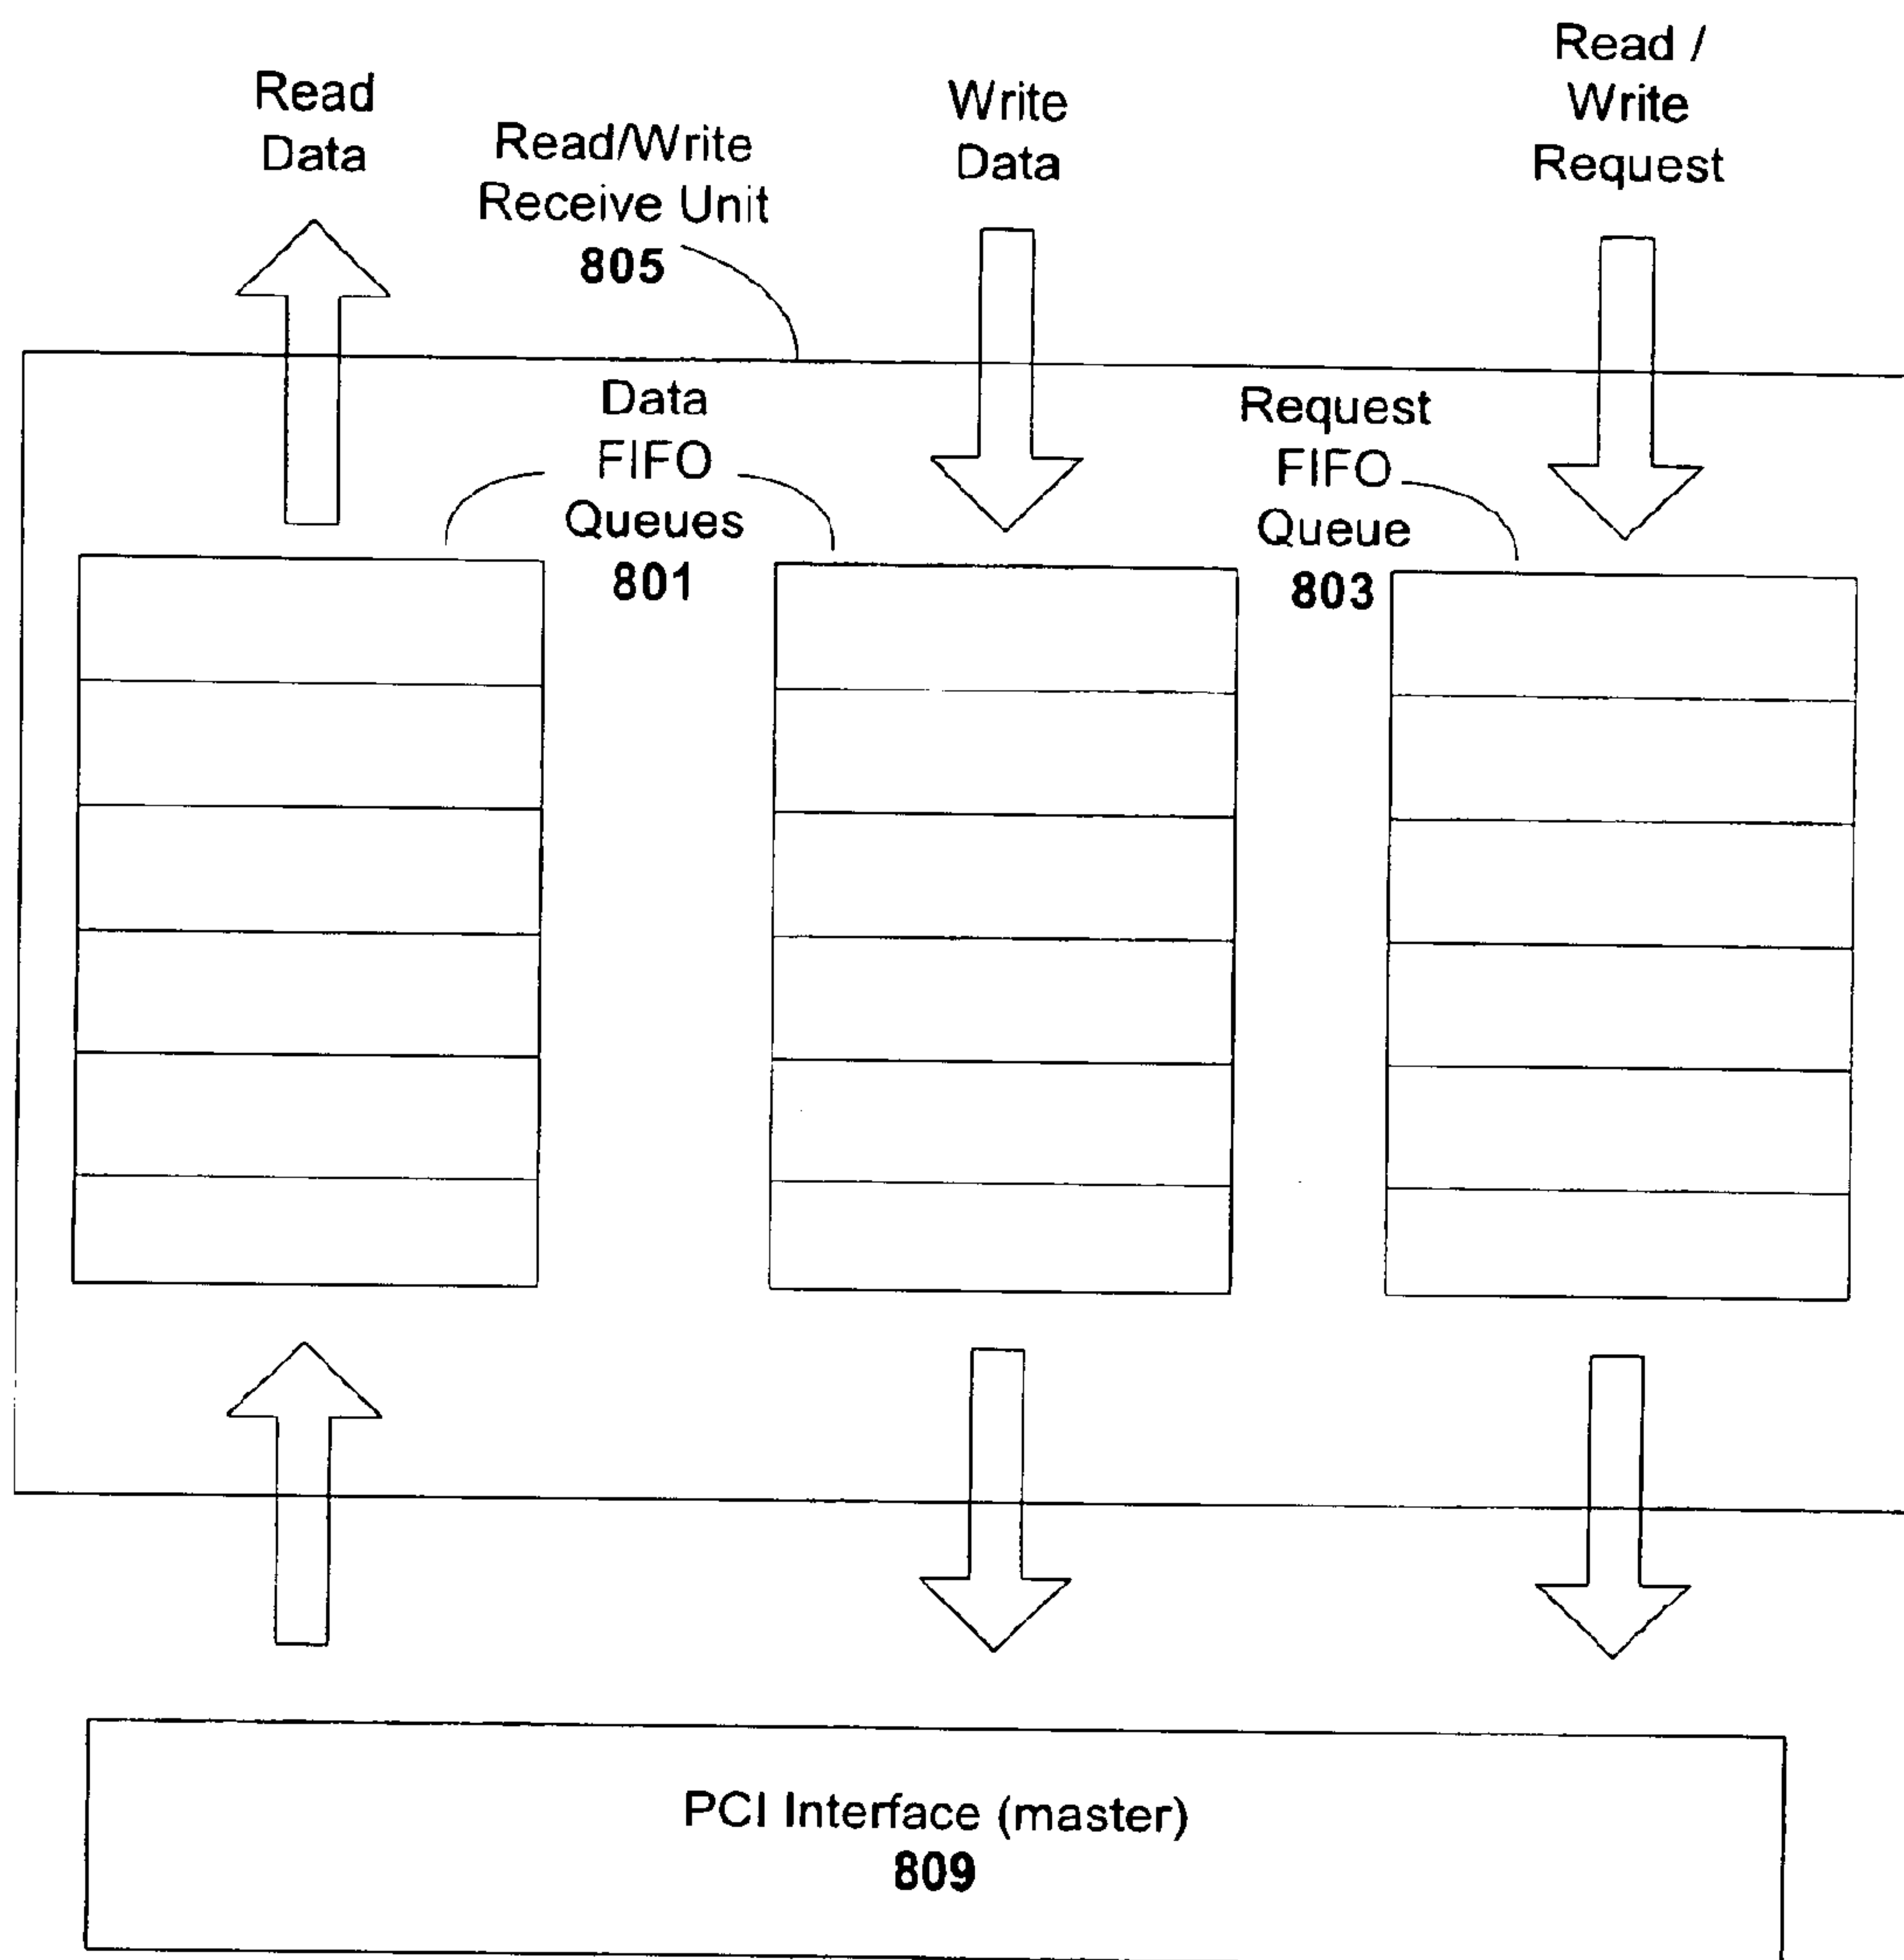 Read
Data
Read/Write
Receive Unit
805
Write
Data
Read /
Write
Request
Data
FIFO
Queues
801
Request
FIFO
Queue
803
PCI Interface (master)
809